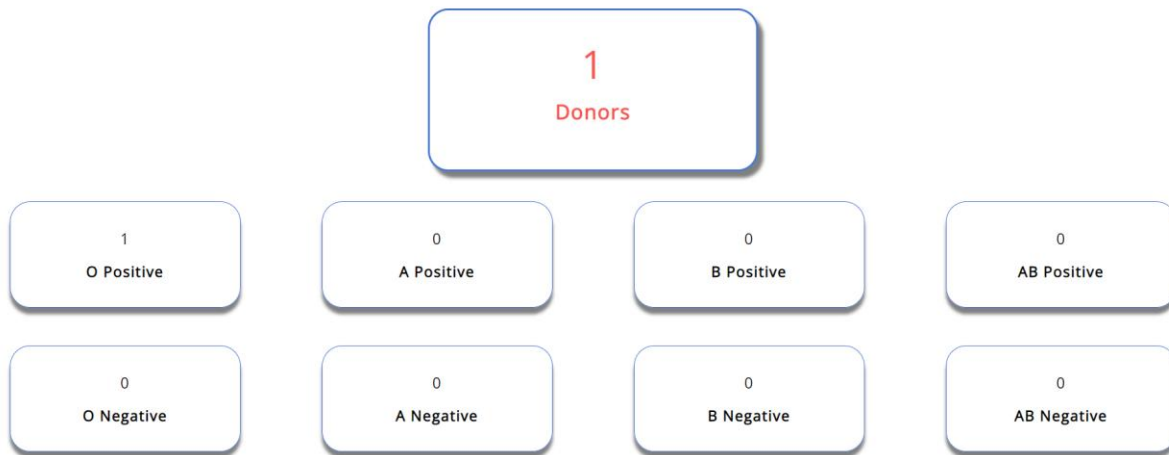 1
Donors
1
O Positive
0
A Positive
0
B Positive
0
AB Positive
0
O Negative
0
A Negative
0
B Negative
0
AB Negative